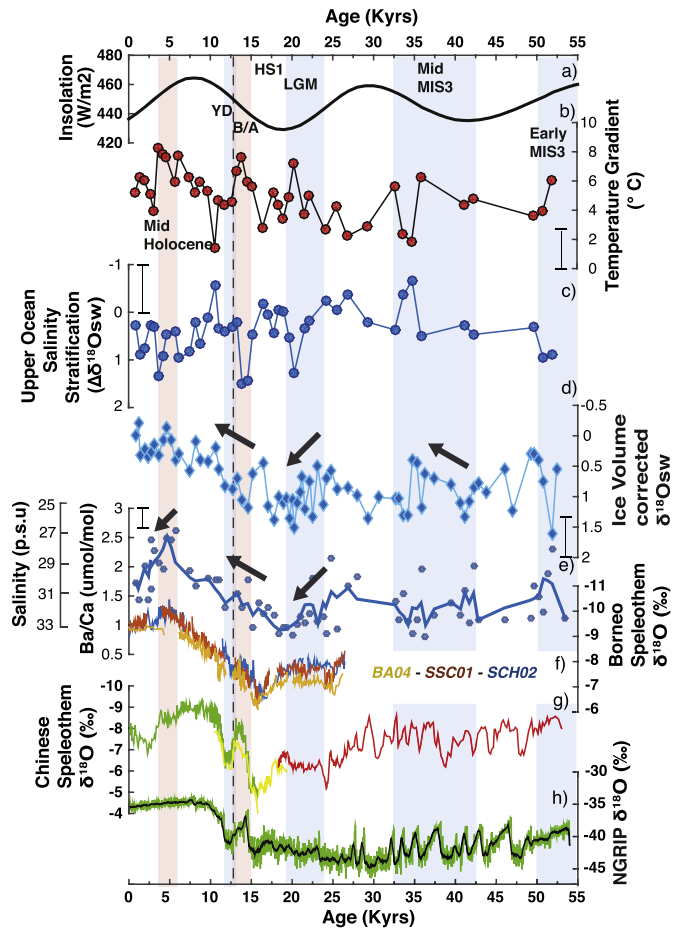 Age (Kyrs)
0 5 10 15 20 25 30 35 40 45 50 55
480
460
440
420
Insolation
(W/m2)
a)
HS1
LGM
Mid
MIS3
YD
B/A
b)
Early
MIS3
10
8
6
4
2
0
Temperature Gradient
(° C)
Mid
Holocene
-1
0
1
2
Upper Ocean
Salinity
Stratification
(Δδ18Osw)
c)
d)
-0.5
0
0.5
1
1.5
2
Ice Volume
corrected
δ18Osw
25
27
29
31
33
Salinity (p.s.u)
3
2.5
2
1.5
1
0.5
Ba/Ca (umol/mol)
e)
-11
-10
-9
-8
-7
-6
Borneo
Speleothem
δ18O (‰)
f)
BA04 - SSC01 - SCH02
-10
-9
-8
-7
-6
-5
-4
Chinese
Speleothem
δ18O (‰)
g)
h)
-30
-35
-40
-45
NGRIP δ18O (‰)
0 5 10 15 20 25 30 35 40 45 50 55
Age (Kyrs)